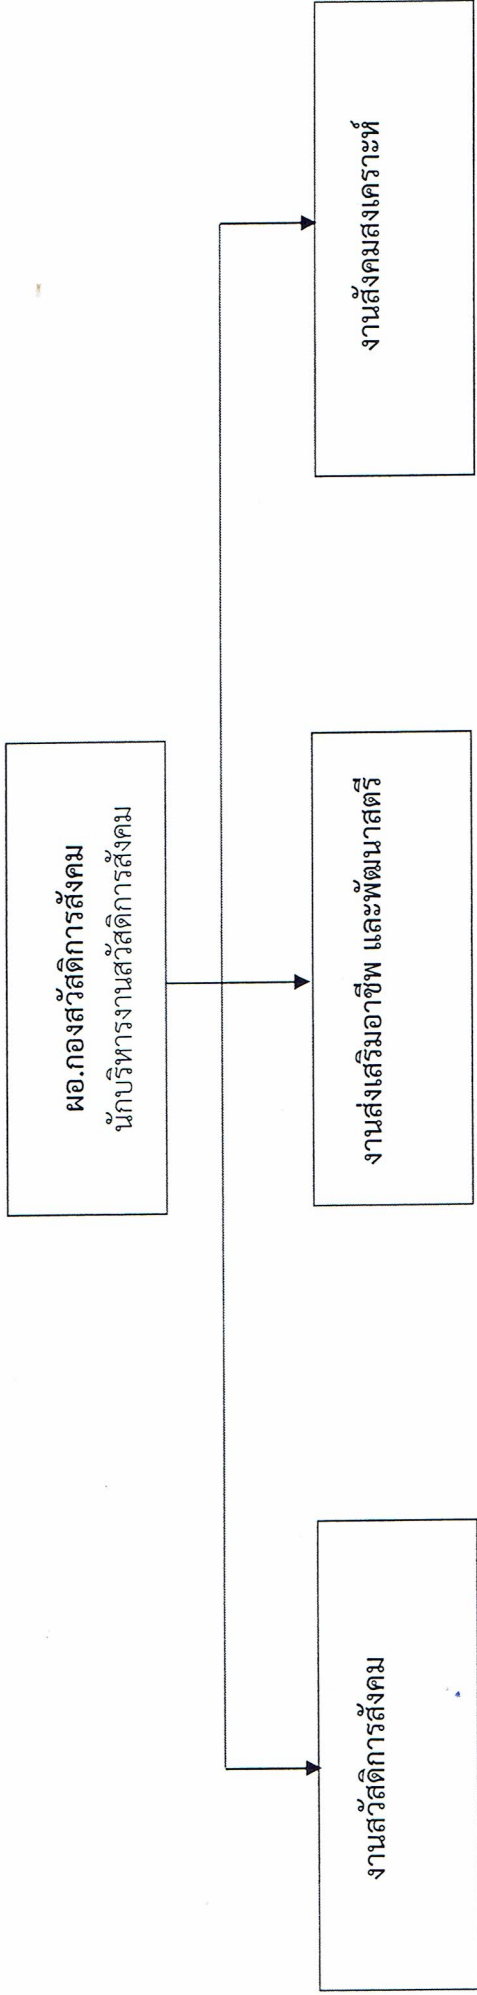 ผอ.กองสวัสดิการสังคม
นักบริหารงานสวัสดิการสังคม
งานสวัสดิการสังคม
งานส่งเสริมอาชีพ และพัฒนาสตรี
งานสังคมสงเคราะห์